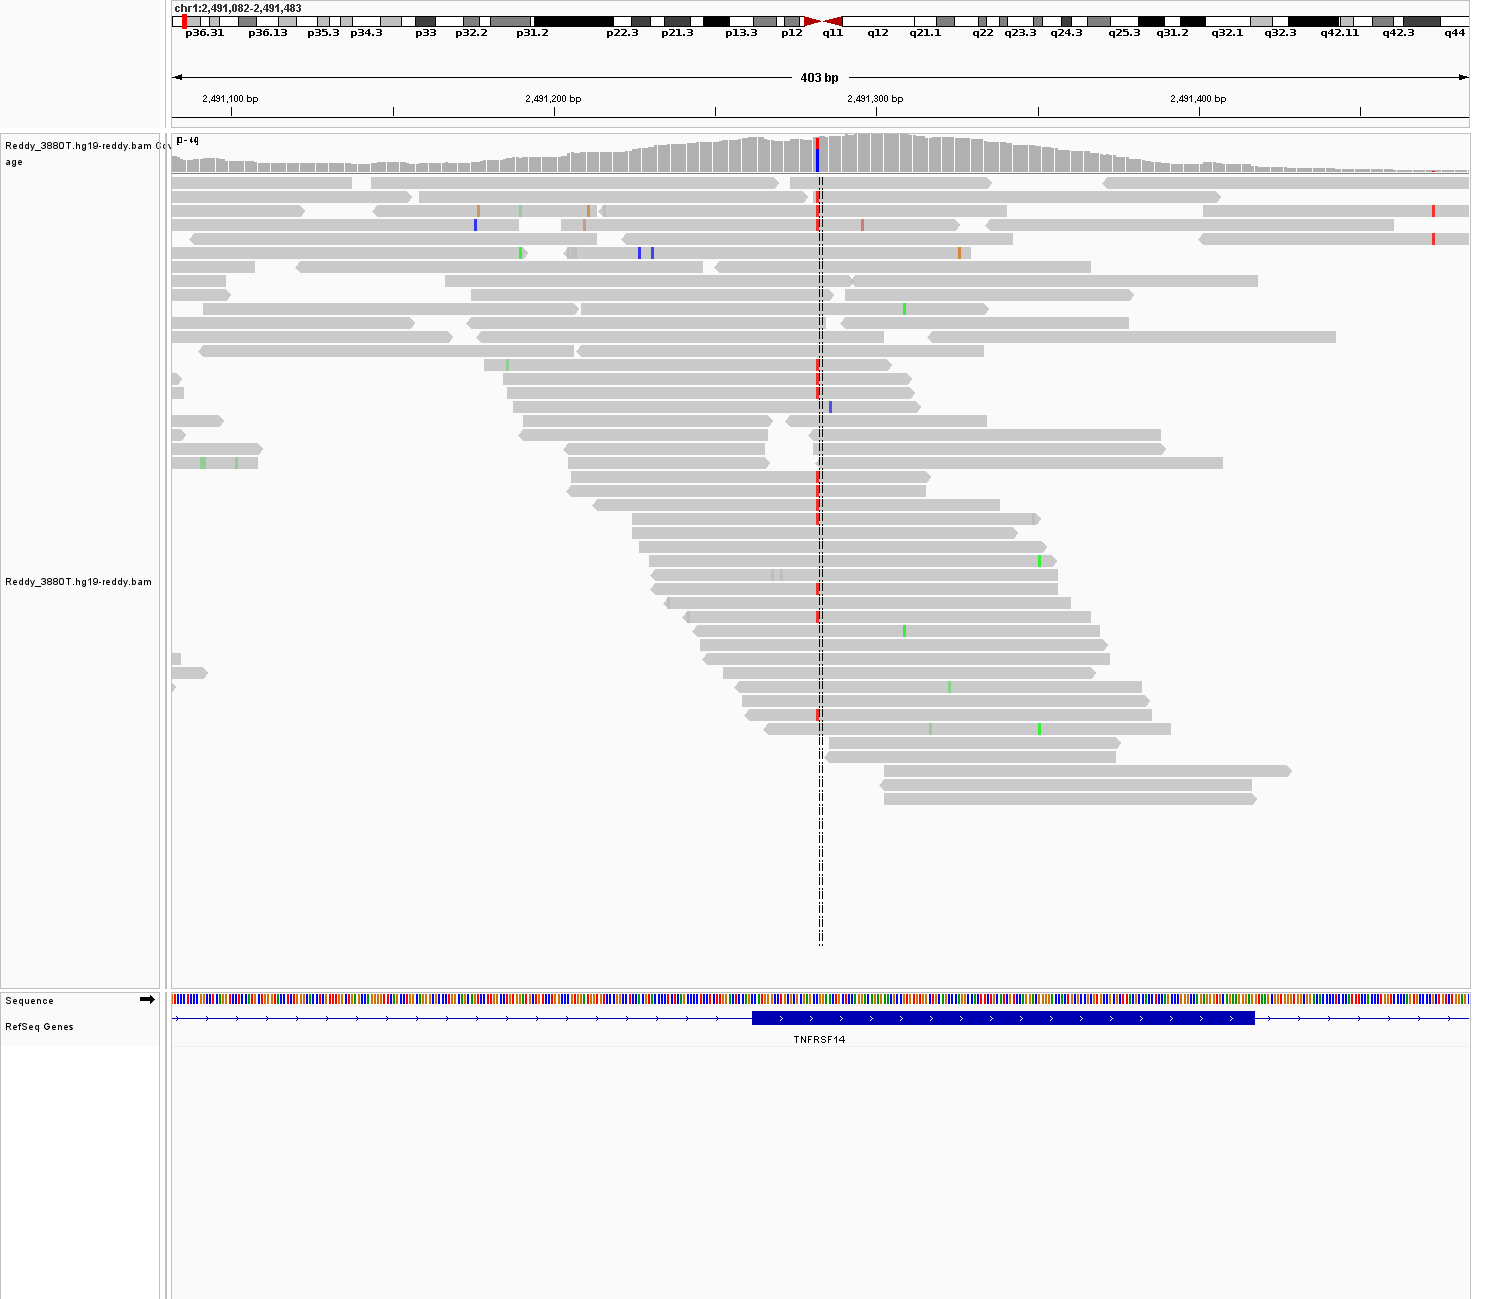 chr1:2,491,082-2,491,483
p36.31 p36.13 p35.3 p34.3 p33 p32.2 p31.2 p22.3 p21.3 p13.3 p12 q11 q12 q21.1 q22 q23.3 q24.3 q25.3 q31.2 q32.1 q32.3 q42.11 q42.3 q44
403 bp
2,491,100 bp 2,491,200 bp 2,491,300 bp 2,491,400 bp
Reddy_3880T.hg19-reddy.bam Cov
age
Reddy_3880T.hg19-reddy.bam
Sequence
RefSeq Genes
TNFRSF14